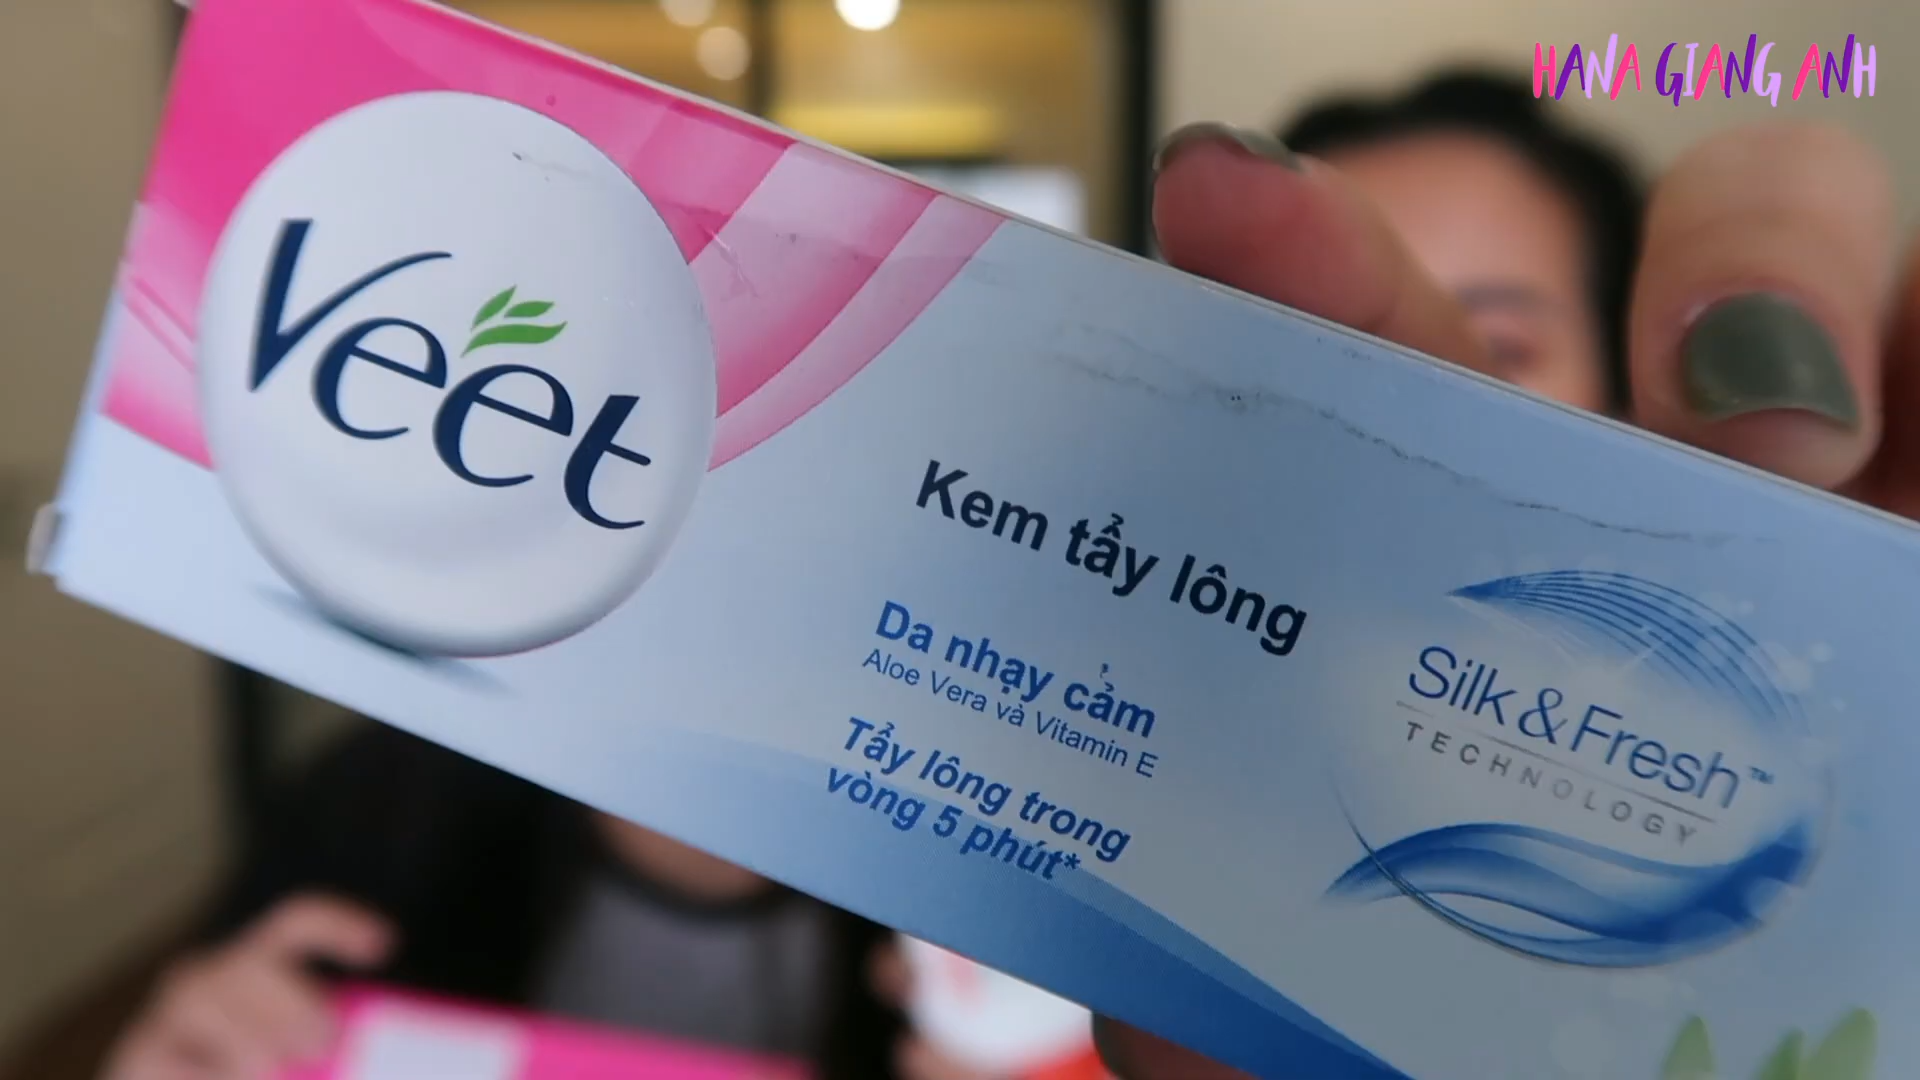 HANA GIANG ANH
Veet
Kem tẩy lông
Da nhạy cảm
Aloe Vera và Vitamin E
Tẩy lông trong
vòng 5 phút*
Silk & Fresh™
TECHNOLOGY